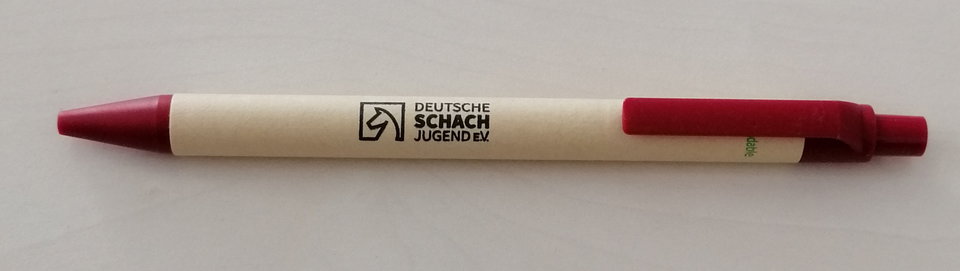 DEUTSCHE
SCHACH
JUGEND E.V.